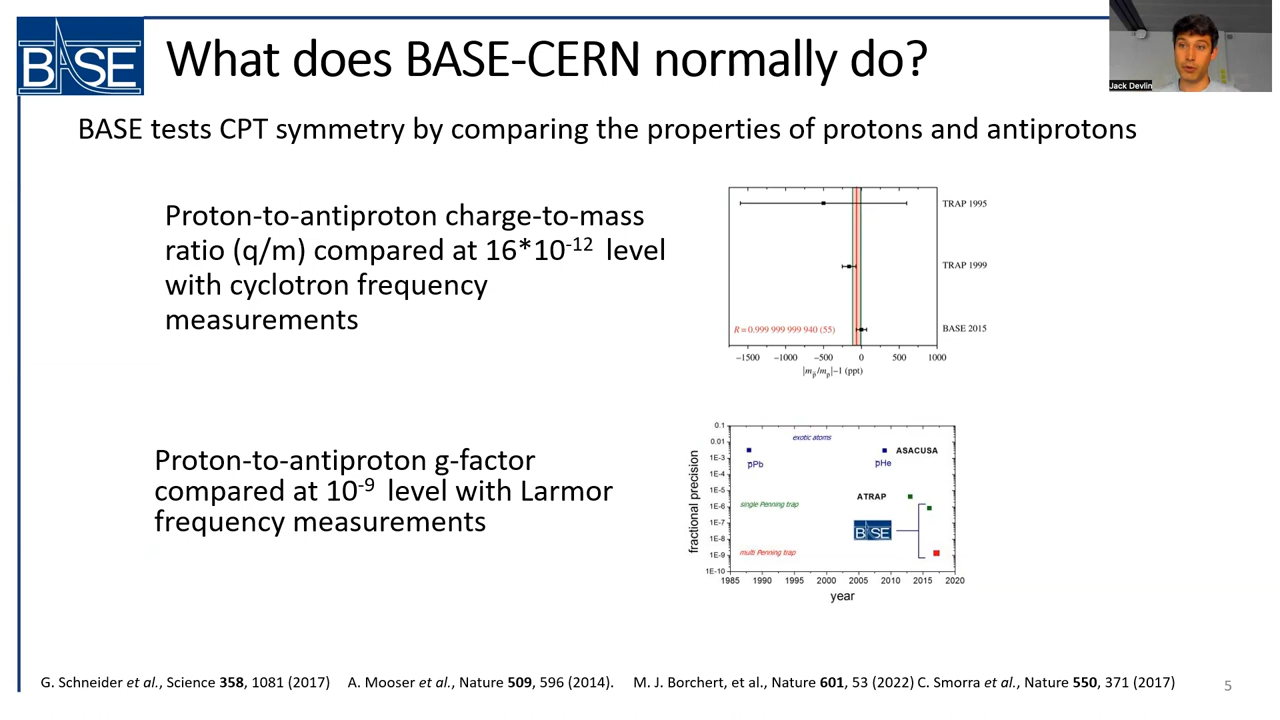 BASE
What does BASE-CERN normally do?
Jack Devlin
BASE tests CPT symmetry by comparing the properties of protons and antiprotons
Proton-to-antiproton charge-to-mass
ratio (q/m) compared at 16*10⁻¹² level
with cyclotron frequency
measurements
TRAP 1995
TRAP 1999
BASE 2015
R = 0.999 999 999 940 (55)
−1500 −1000 −500 0 500 1000
|m_p̄/m_p|−1 (ppt)
Proton-to-antiproton g-factor
compared at 10⁻⁹ level with Larmor
frequency measurements
fractional precision
0.1
0.01
1E-3
1E-4
1E-5
1E-6
1E-7
1E-8
1E-9
1E-10
exotic atoms
ASACUSA
p̄Pb
p̄He
ATRAP
single Penning trap
BASE
multi Penning trap
1985 1990 1995 2000 2005 2010 2015 2020
year
G. Schneider et al., Science 358, 1081 (2017) A. Mooser et al., Nature 509, 596 (2014). M. J. Borchert, et al., Nature 601, 53 (2022) C. Smorra et al., Nature 550, 371 (2017)
5